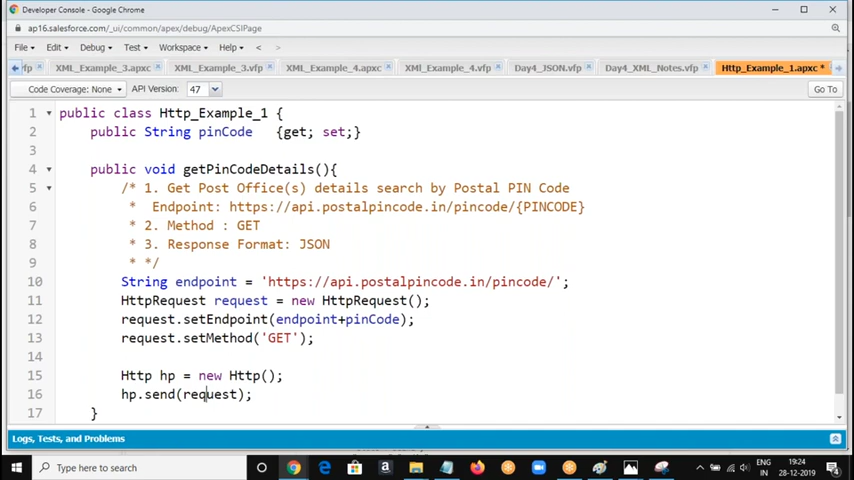 Developer Console - Google Chrome
ap16.salesforce.com/_ui/common/apex/debug/ApexCSIPage
File Edit Debug Test Workspace Help < >
vfp XML_Example_3.apxc XML_Example_3.vfp XML_Example_4.apxc XMl_Example_4.vfp Day4_JSON.vfp Day4_XML_Notes.vfp Http_Example_1.apxc *
Code Coverage: None API Version: 47 Go To
1 public class Http_Example_1 {
2 public String pinCode {get; set;}
3
4 public void getPinCodeDetails(){
5 /* 1. Get Post Office(s) details search by Postal PIN Code
6 * Endpoint: https://api.postalpincode.in/pincode/{PINCODE}
7 * 2. Method : GET
8 * 3. Response Format: JSON
9 * */
10 String endpoint = 'https://api.postalpincode.in/pincode/';
11 HttpRequest request = new HttpRequest();
12 request.setEndpoint(endpoint+pinCode);
13 request.setMethod('GET');
14
15 Http hp = new Http();
16 hp.send(request);
17 }
Logs, Tests, and Problems
Type here to search
ENG 19:24
IN 28-12-2019
4